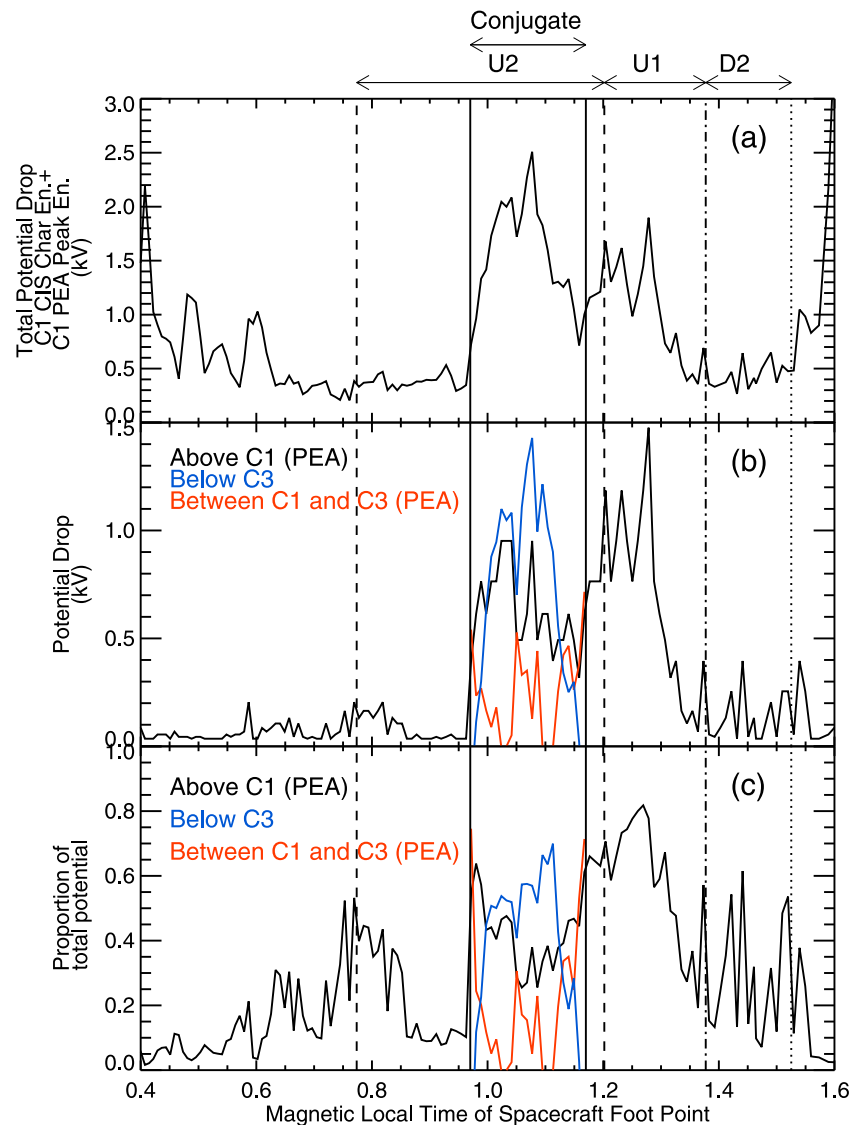 Conjugate
U2 U1 D2
3.0
2.5
2.0
1.5
1.0
0.5
0.0
Total Potential Drop
C1 CIS Char En.+
C1 PEA Peak En.
(kV)
(a)
1.5
1.0
0.5
0.0
Potential Drop
(kV)
Above C1 (PEA)
Below C3
Between C1 and C3 (PEA)
(b)
1.0
0.8
0.6
0.4
0.2
0.0
Proportion of
total potential
Above C1 (PEA)
Below C3
Between C1 and C3 (PEA)
(c)
0.4 0.6 0.8 1.0 1.2 1.4 1.6
Magnetic Local Time of Spacecraft Foot Point